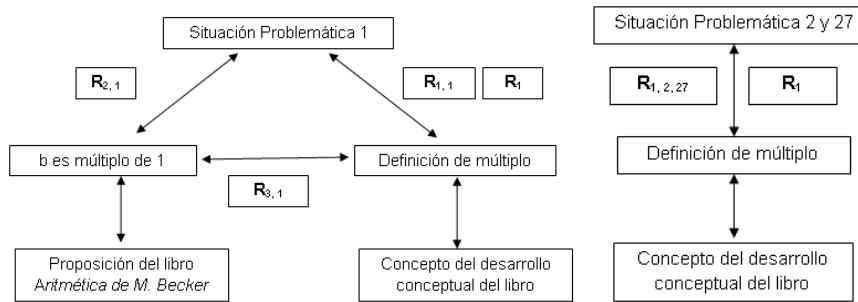 Situación Problemática 1
R2, 1
R1, 1
R1
b es múltiplo de 1
Definición de múltiplo
R3, 1
Proposición del libro
Aritmética de M. Becker
Concepto del desarrollo
conceptual del libro
Situación Problemática 2 y 27
R1, 2, 27
R1
Definición de múltiplo
Concepto del desarrollo
conceptual del libro